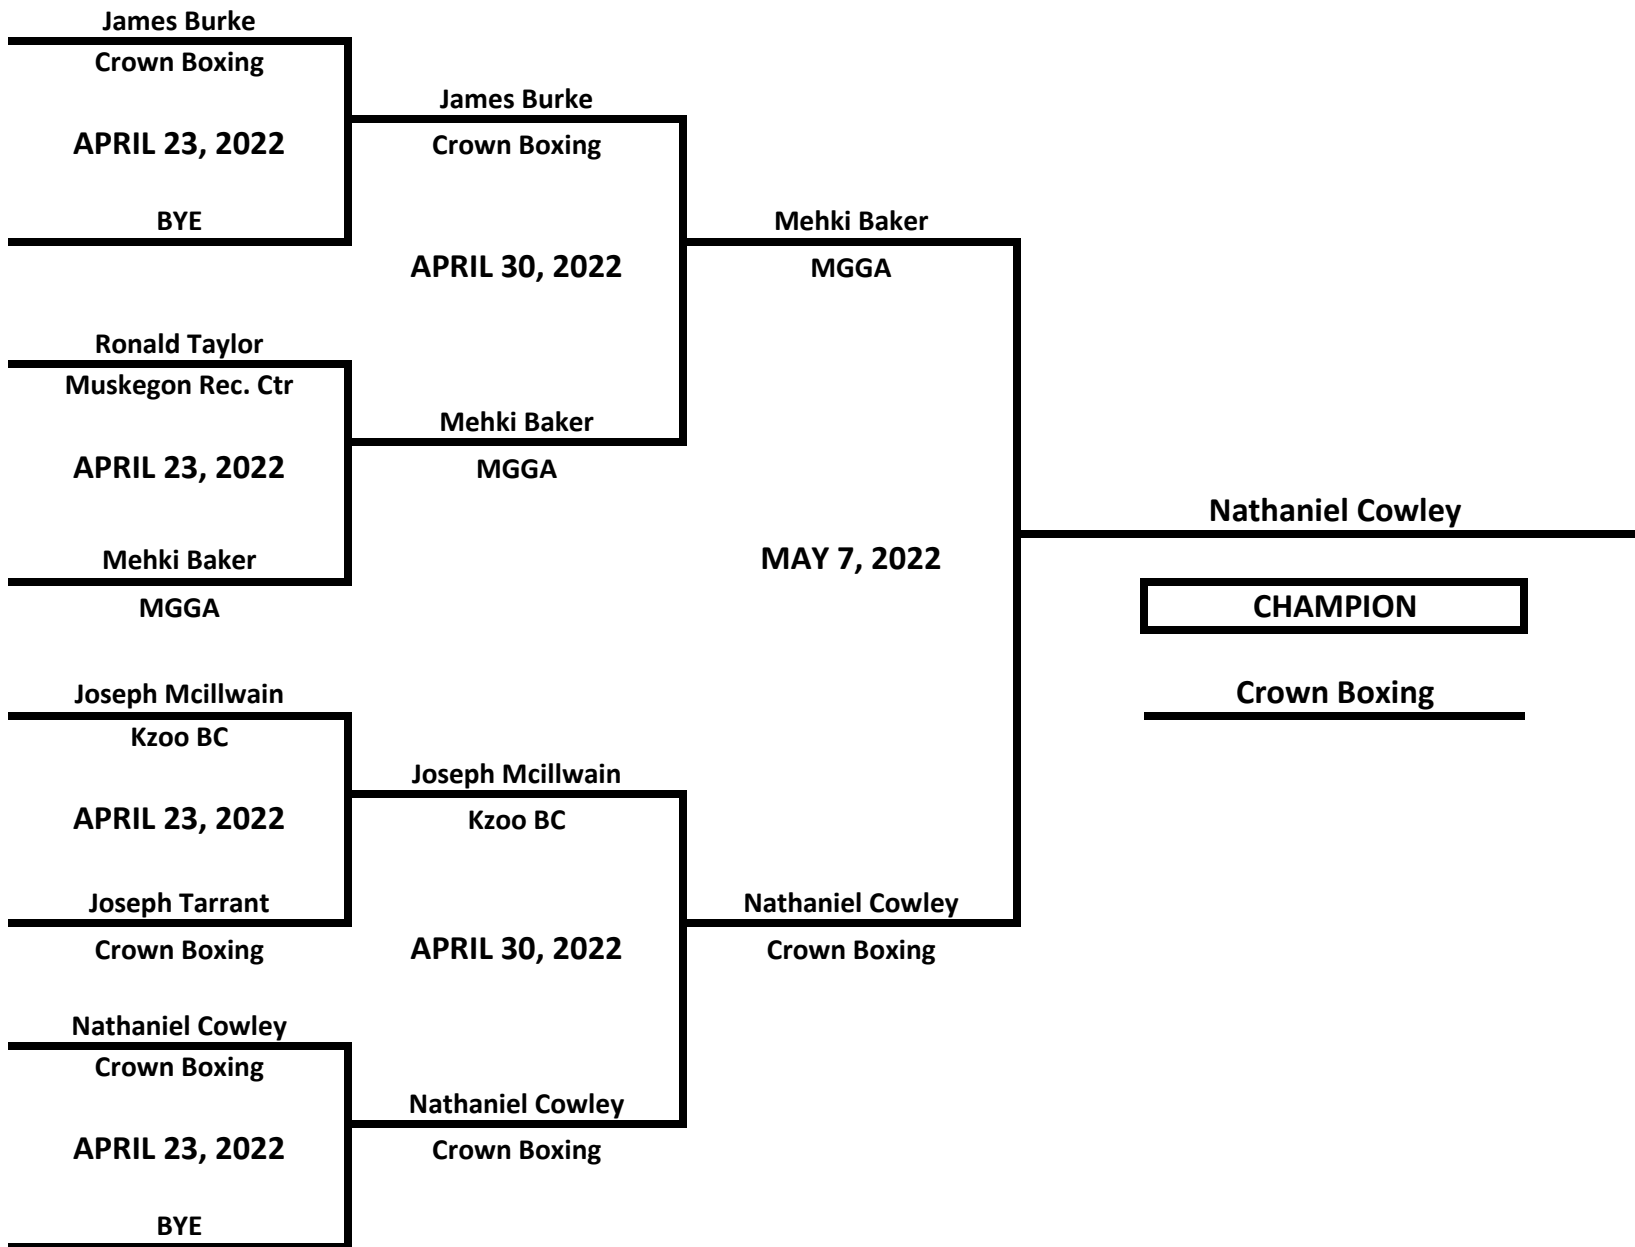 James Burke
Crown Boxing
APRIL 23, 2022
BYE
Ronald Taylor
Muskegon Rec. Ctr
APRIL 23, 2022
Mehki Baker
MGGA
Joseph Mcillwain
Kzoo BC
APRIL 23, 2022
Joseph Tarrant
Crown Boxing
Nathaniel Cowley
Crown Boxing
APRIL 23, 2022
BYE
James Burke
Crown Boxing
APRIL 30, 2022
Mehki Baker
MGGA
Joseph Mcillwain
Kzoo BC
APRIL 30, 2022
Nathaniel Cowley
Crown Boxing
Mehki Baker
MGGA
MAY 7, 2022
Nathaniel Cowley
Crown Boxing
Nathaniel Cowley
CHAMPION
Crown Boxing